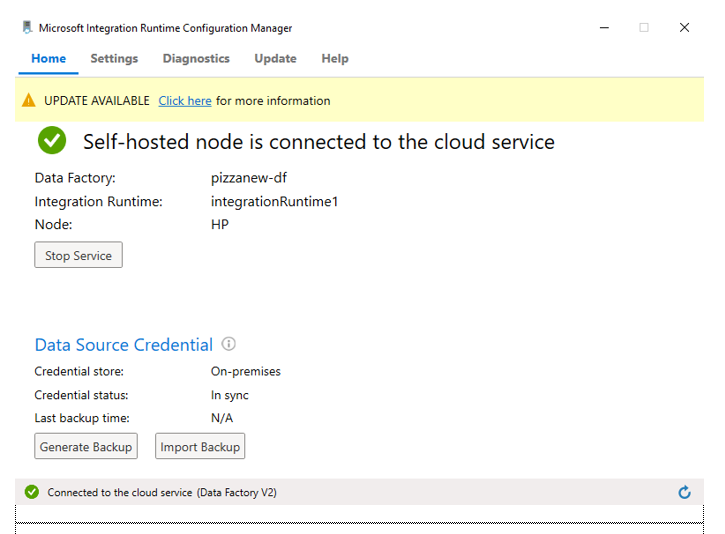 Microsoft Integration Runtime Configuration Manager
Home Settings Diagnostics Update Help
UPDATE AVAILABLE Click here for more information
Self-hosted node is connected to the cloud service
Data Factory: pizzanew-df
Integration Runtime: integrationRuntime1
Node: HP
Stop Service
Data Source Credential
Credential store: On-premises
Credential status: In sync
Last backup time: N/A
Generate Backup Import Backup
Connected to the cloud service (Data Factory V2)